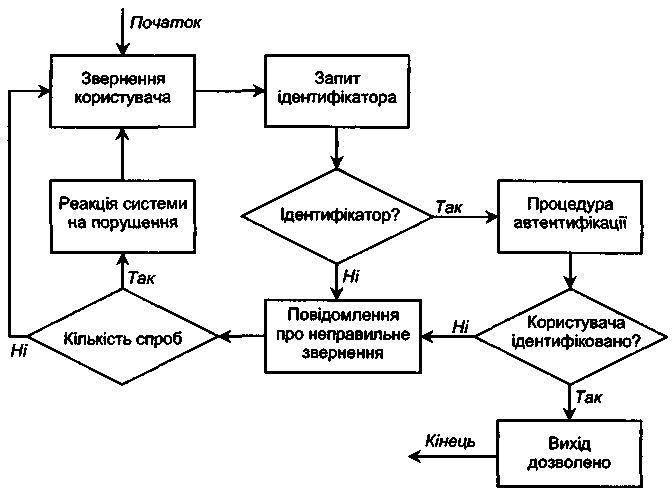 Початок
Звернення
користувача
Запит
ідентифікатора
Реакція системи
на порушення
Ідентифікатор?
Так
Процедура
автентифікації
Так
Ні
Ні
Кількість спроб
Повідомлення
про неправильне
звернення
Ні
Користувача
ідентифіковано?
Так
Кінець
Вихід
дозволено